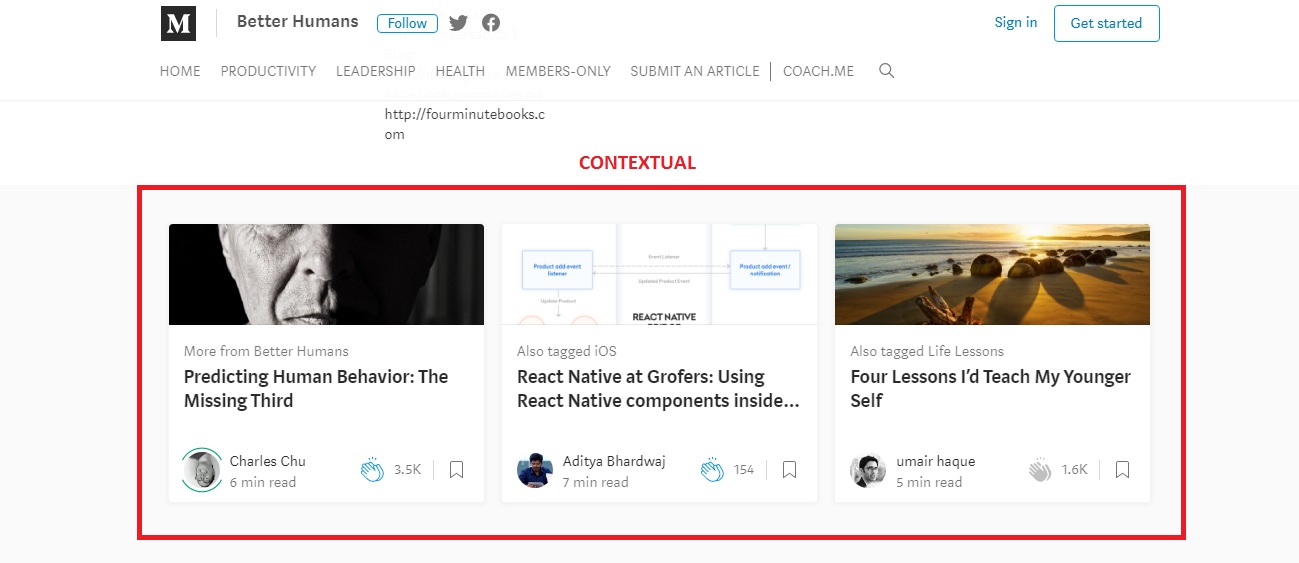 M
Better Humans
Follow
Sign in
Get started
HOME PRODUCTIVITY LEADERSHIP HEALTH MEMBERS-ONLY SUBMIT AN ARTICLE COACH.ME
http://fourminutebooks.c
om
CONTEXTUAL
More from Better Humans
Predicting Human Behavior: The
Missing Third
Charles Chu
6 min read
3.5K
Product add event
listener
Event Listener
Updated Product Event
Product add event /
notification
Update Product
REACT NATIVE
Also tagged iOS
React Native at Grofers: Using
React Native components inside...
Aditya Bhardwaj
7 min read
154
Also tagged Life Lessons
Four Lessons I’d Teach My Younger
Self
umair haque
5 min read
1.6K